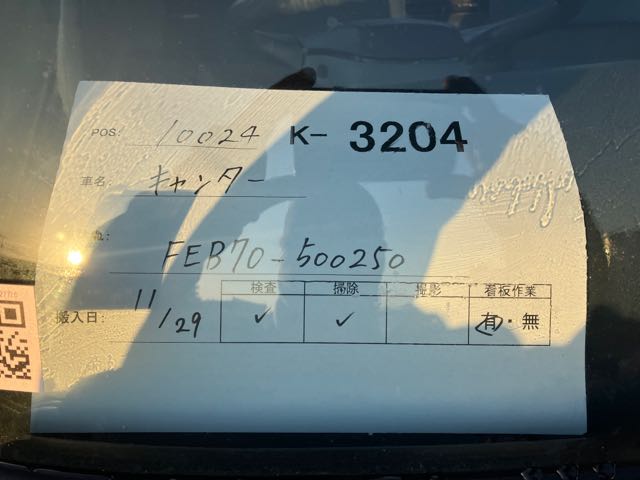 POS: 10024 K- 3204
車名: キャンター
FEB70-500250
搬入日: 11/29
検査 掃除 撮影 看板作業
✓ ✓ 有・無